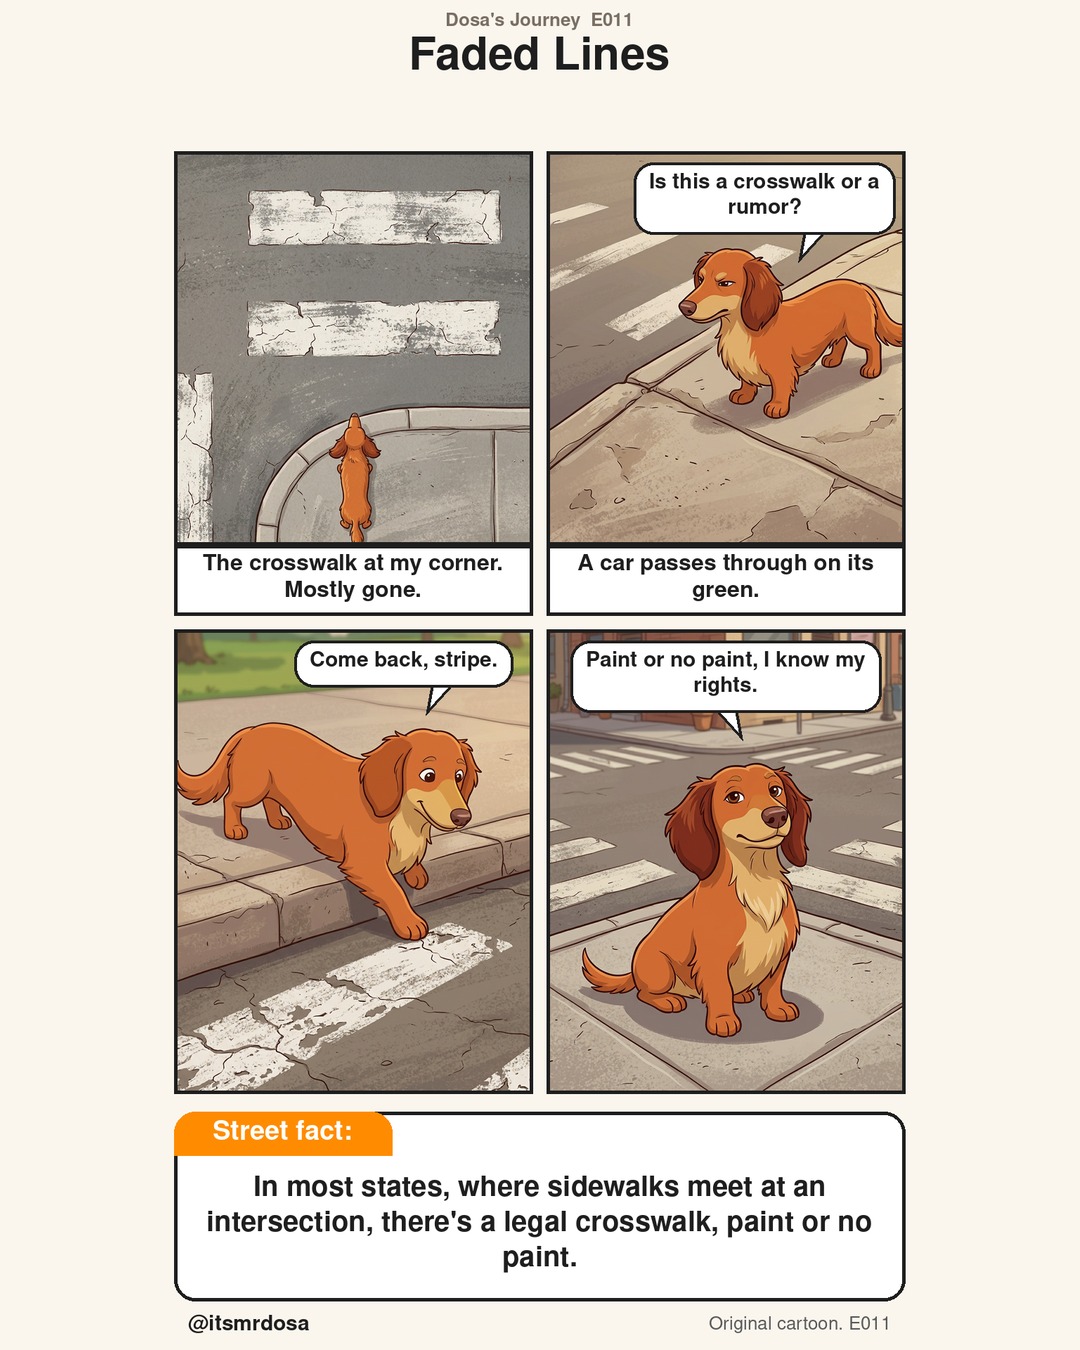 Dosa's Journey E011
Faded Lines
Is this a crosswalk or a
rumor?
The crosswalk at my corner.
Mostly gone.
A car passes through on its
green.
Come back, stripe.
Paint or no paint, I know my
rights.
Street fact:
In most states, where sidewalks meet at an
intersection, there's a legal crosswalk, paint or no
paint.
@itsmrdosa
Original cartoon. E011